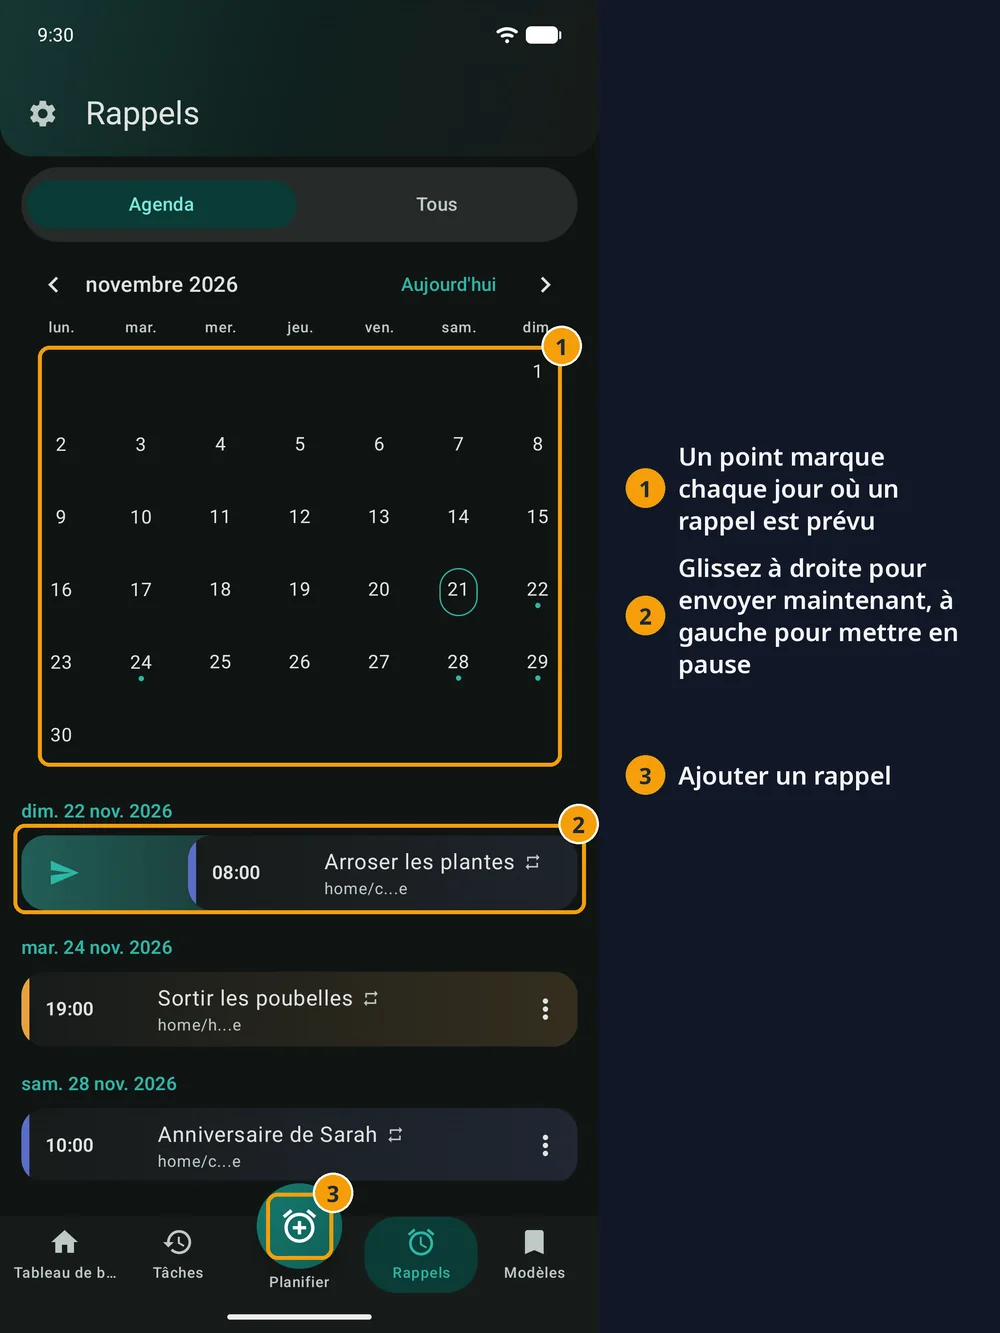 9:30
Rappels
Agenda
Tous
novembre 2026
Aujourd'hui
lun. mar. mer. jeu. ven. sam. dim.
1
1
2 3 4 5 6 7 8
9 10 11 12 13 14 15
16 17 18 19 20 21 22
23 24 25 26 27 28 29
30
dim. 22 nov. 2026
2
08:00
Arroser les plantes
home/c...e
mar. 24 nov. 2026
19:00
Sortir les poubelles
home/h...e
sam. 28 nov. 2026
10:00
Anniversaire de Sarah
home/c...e
3
Tableau de b...
Tâches
Planifier
Rappels
Modèles
1
Un point marque
chaque jour où un
rappel est prévu
2
Glissez à droite pour
envoyer maintenant, à
gauche pour mettre en
pause
3
Ajouter un rappel